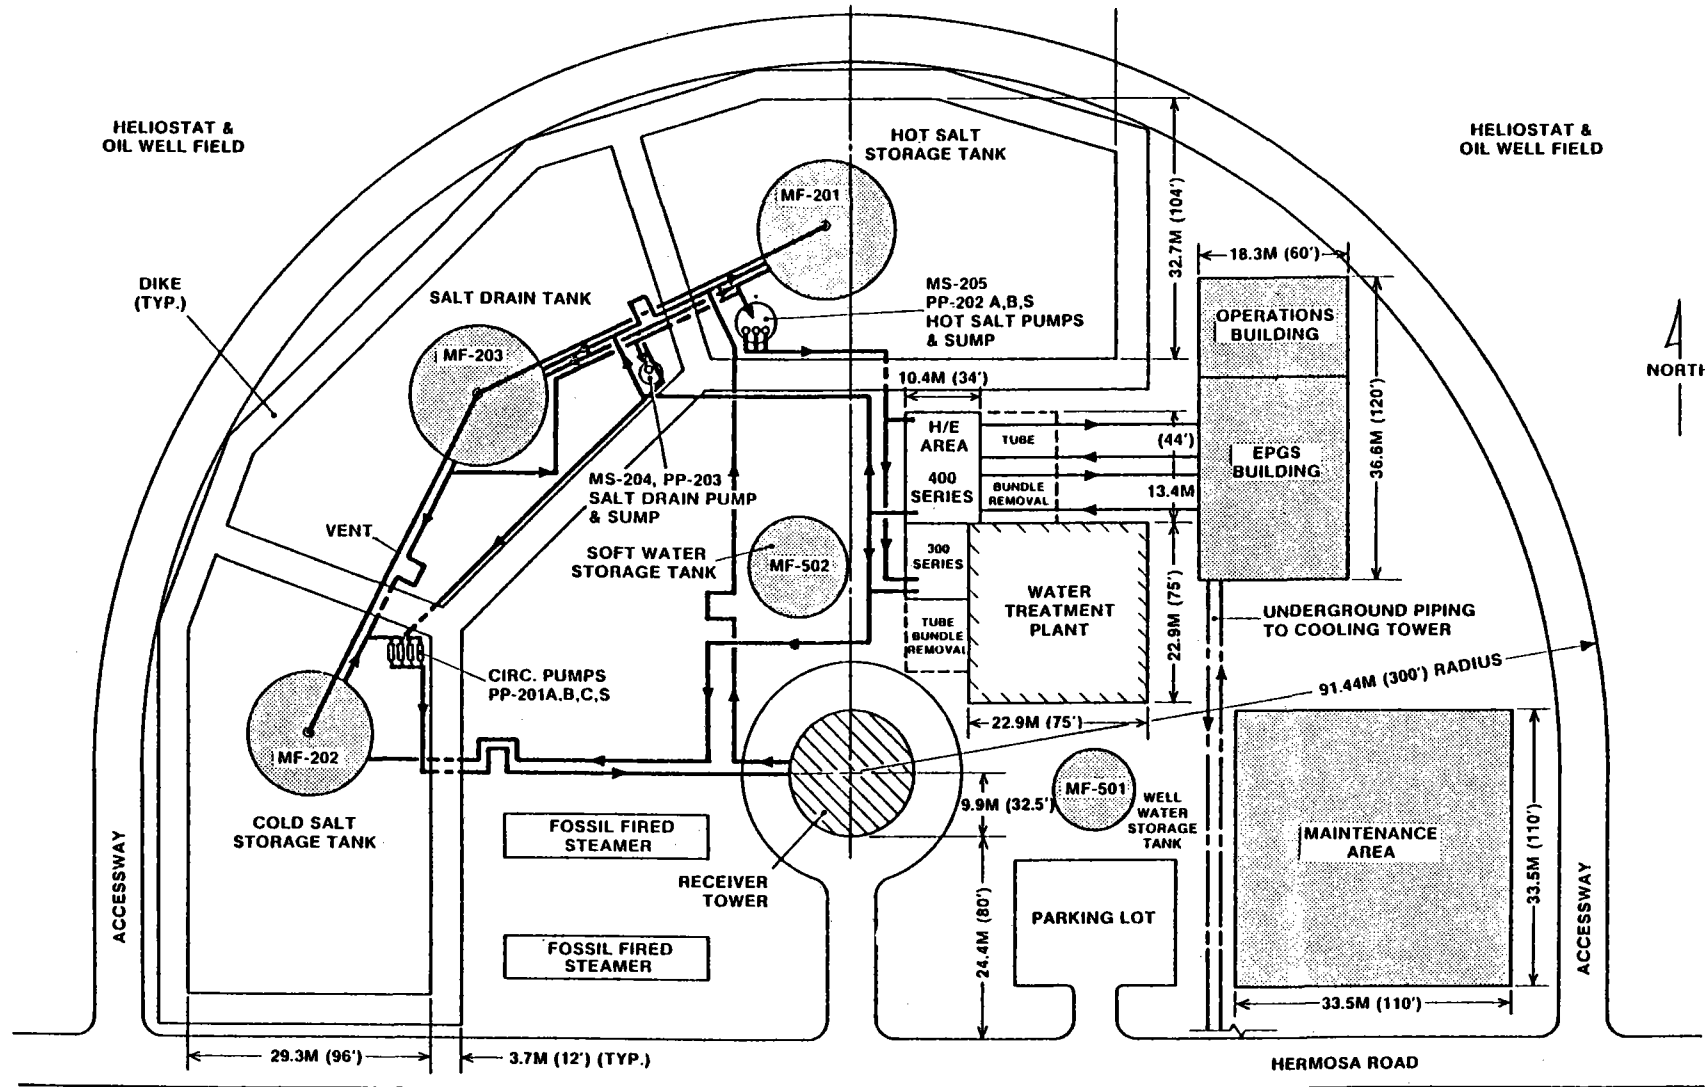 HELIOSTAT &
OIL WELL FIELD
HOT SALT
STORAGE TANK
HELIOSTAT &
OIL WELL FIELD
MF-201
32.7M (104')
18.3M (60')
DIKE
(TYP.)
SALT DRAIN TANK
MS-205
PP-202 A,B,S
HOT SALT PUMPS
& SUMP
OPERATIONS
BUILDING
MF-203
NORTH
10.4M (34')
H/E
AREA
400
SERIES
TUBE
BUNDLE
REMOVAL
(44')
13.4M
EPGS
BUILDING
36.6M (120')
MS-204, PP-203
SALT DRAIN PUMP
& SUMP
VENT
SOFT WATER
STORAGE TANK
MF-502
300
SERIES
TUBE
BUNDLE
REMOVAL
WATER
TREATMENT
PLANT
22.9M (75')
UNDERGROUND PIPING
TO COOLING TOWER
91.44M (300') RADIUS
CIRC. PUMPS
PP-201A,B,C,S
22.9M (75')
MF-202
COLD SALT
STORAGE TANK
FOSSIL FIRED
STEAMER
9.9M (32.5')
MF-501
WELL
WATER
STORAGE
TANK
MAINTENANCE
AREA
33.5M (110')
RECEIVER
TOWER
ACCESSWAY
24.4M (80')
PARKING LOT
ACCESSWAY
FOSSIL FIRED
STEAMER
33.5M (110')
29.3M (96')
3.7M (12') (TYP.)
HERMOSA ROAD